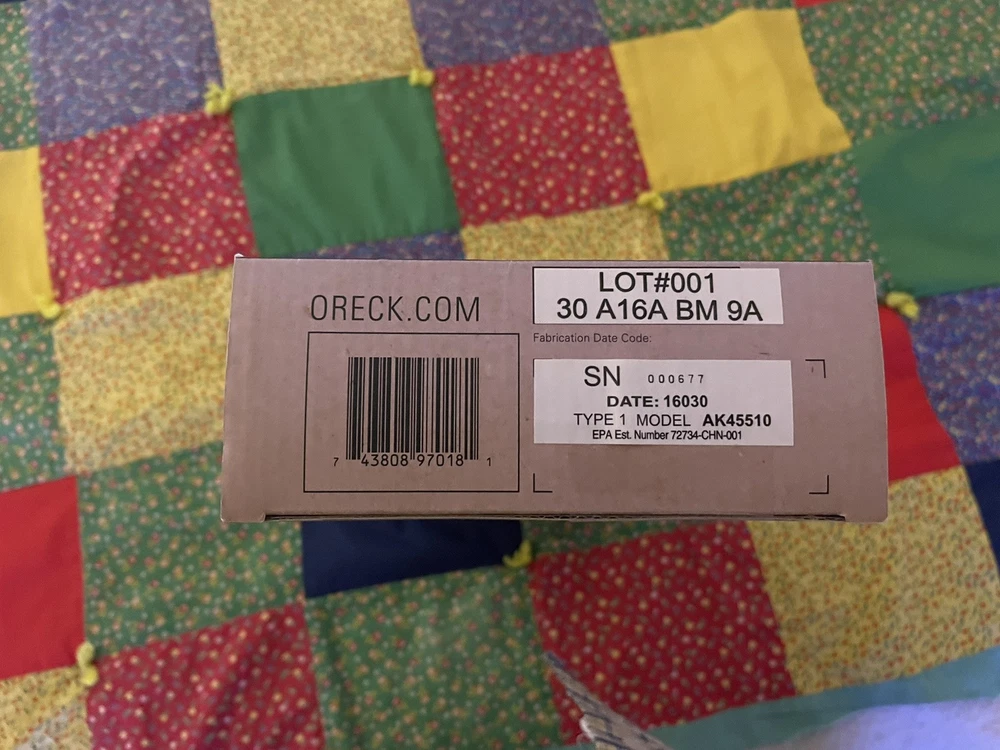 ORECK.COM
7 43808 97018 1
LOT#001
30 A16A BM 9A
Fabrication Date Code:
SN 000677
DATE: 16030
TYPE 1 MODEL AK45510
EPA Est. Number 72734-CHN-001